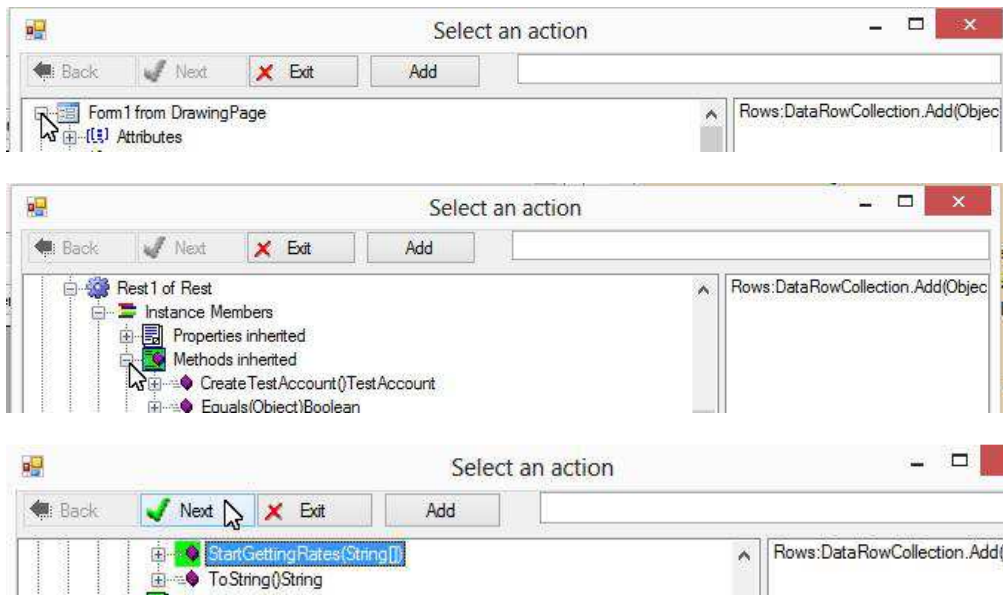 Select an action
Back Next Exit Add
Form1 from DrawingPage
Rows:DataRowCollection.Add(Objec
Attributes
Select an action
Back Next Exit Add
Rest1 of Rest
Rows:DataRowCollection.Add(Objec
Instance Members
Properties inherited
Methods inherited
CreateTestAccount()TestAccount
Equals(Object)Boolean
Select an action
Back Next Exit Add
StartGettingRates(String[])
Rows:DataRowCollection.Add(
ToString()String